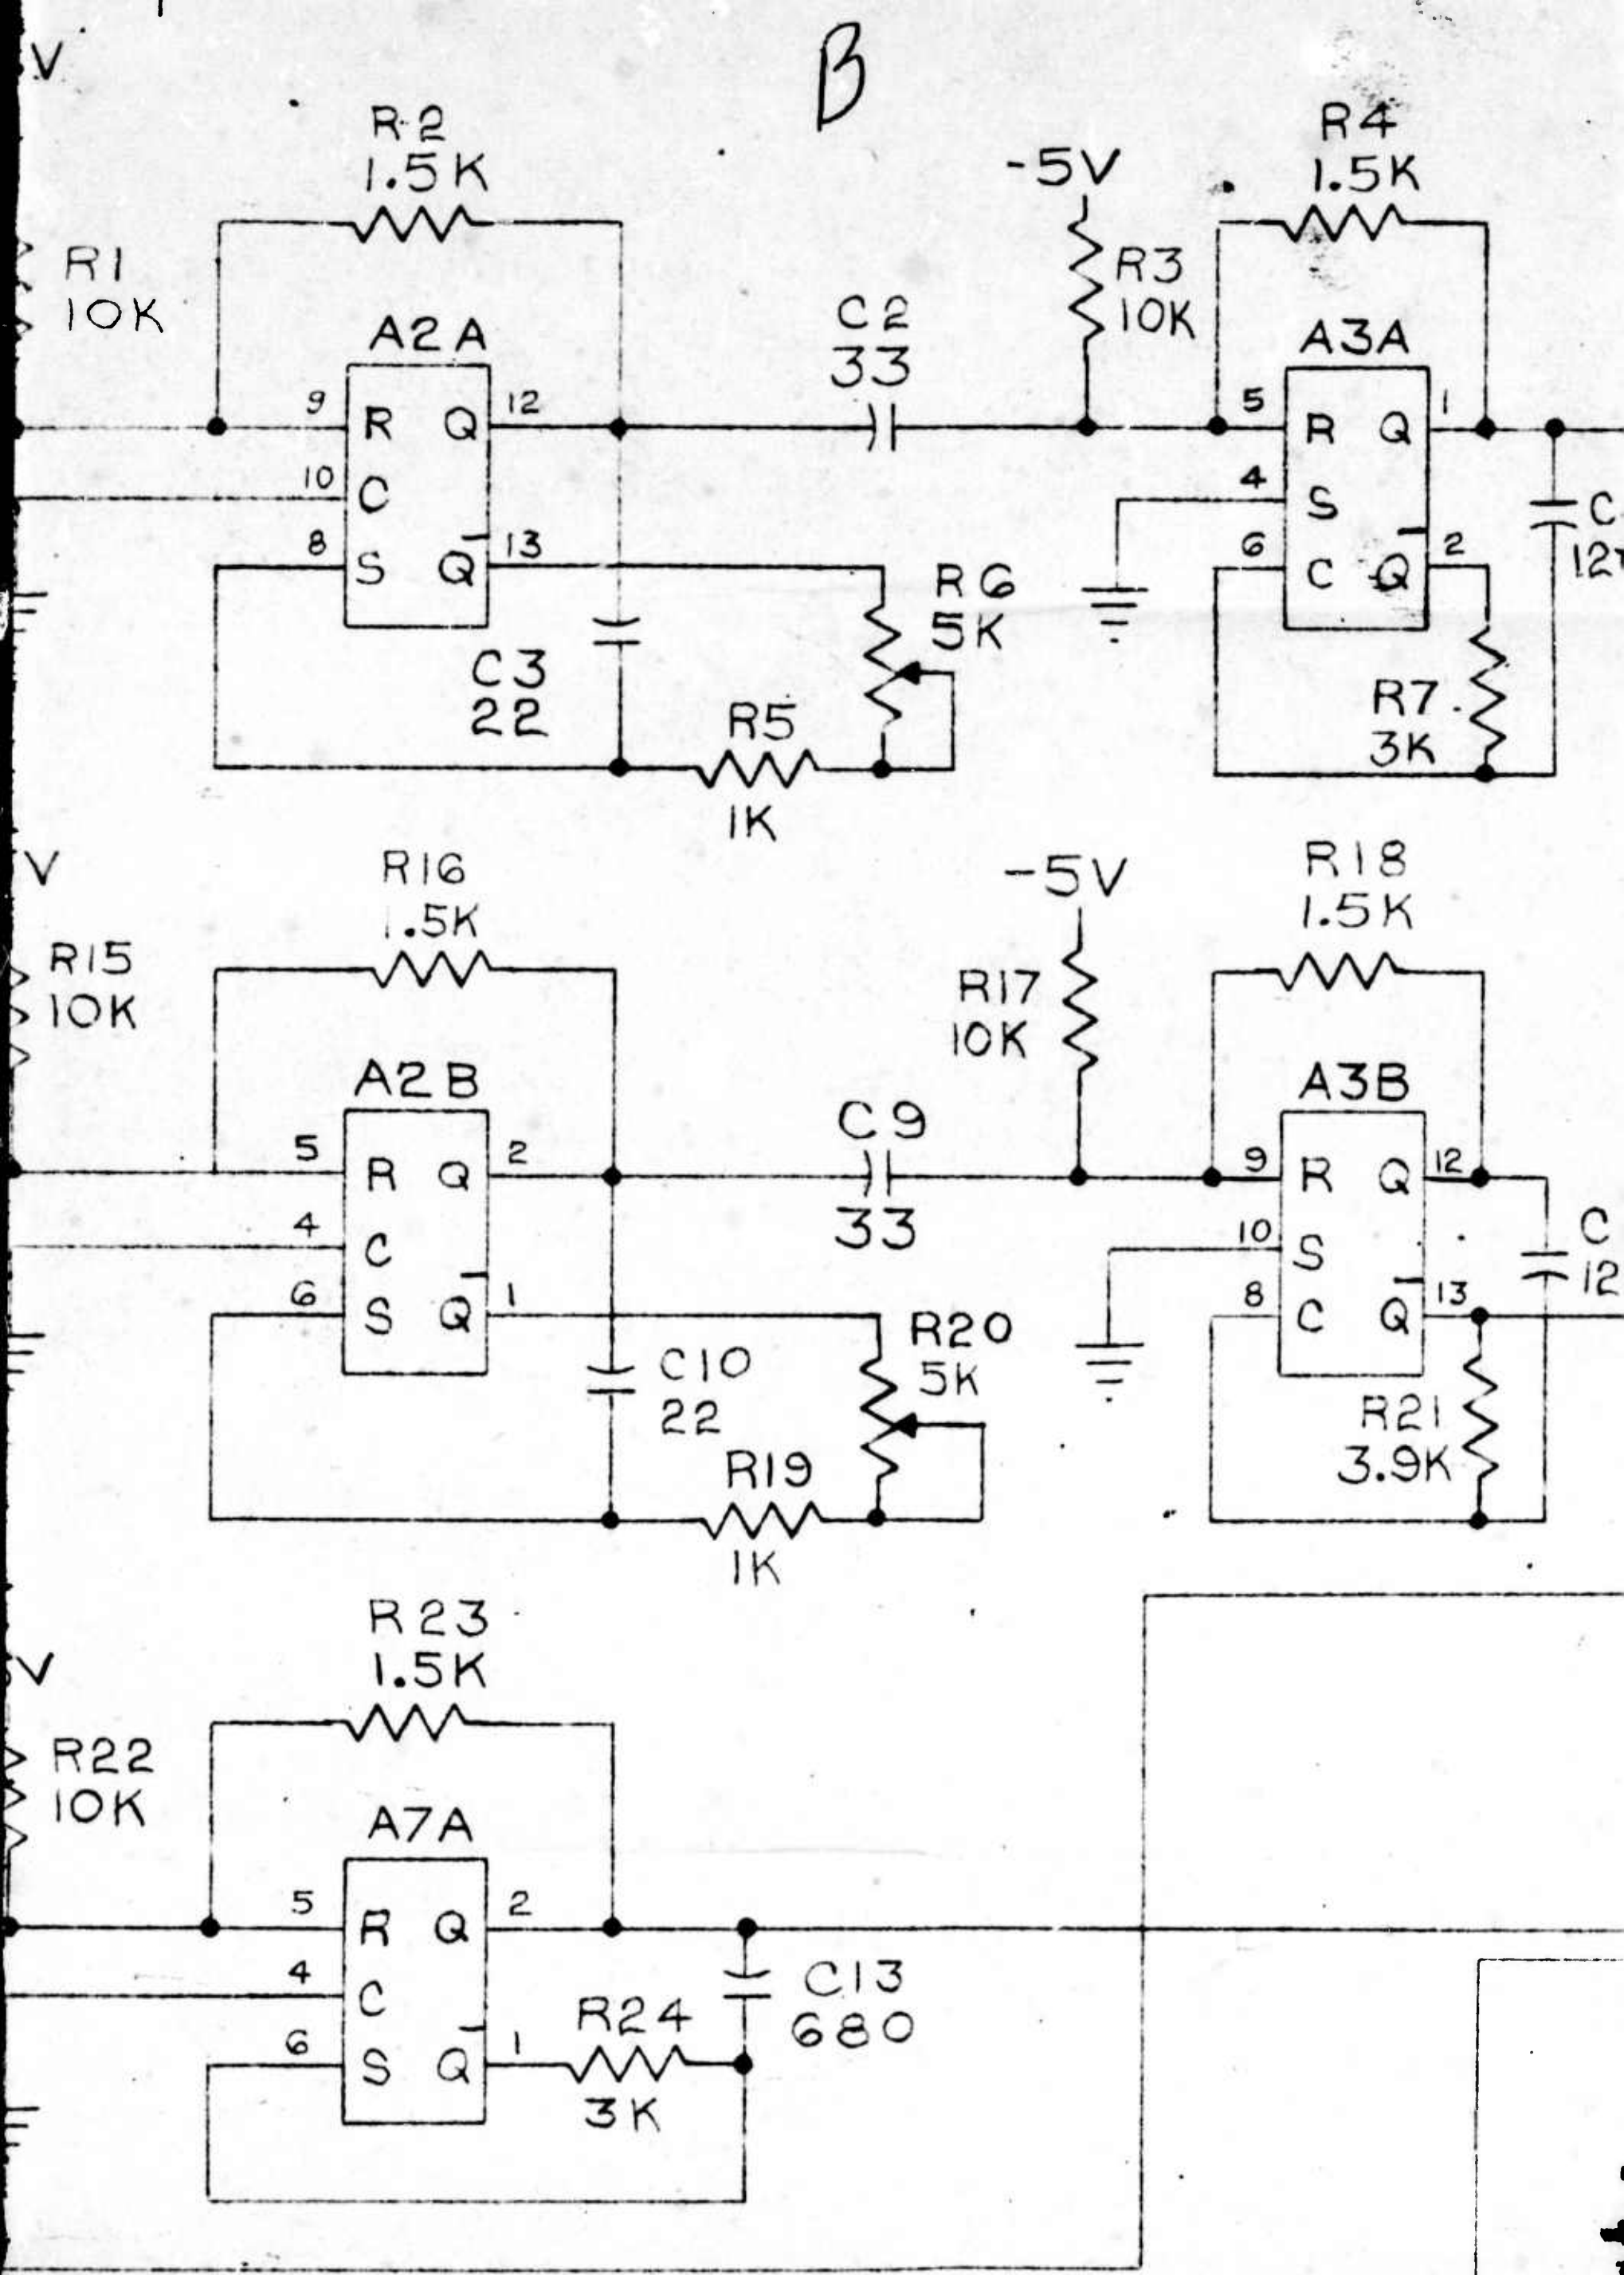 V
B
R2
1.5K
-5V
R4
1.5K
R1
10K
R3
10K
C2
33
A2A
A3A
9 R Q 12
5 R Q 1
10 C
4 S
8 S Q̅ 13
6 C Q̅ 2
C
R6
5K
C3
22
R5
1K
R7
3K
V
R16
1.5K
-5V
R18
1.5K
R15
10K
R17
10K
A2B
A3B
C9
33
5 R Q 2
9 R Q 12
4 C
10 S
6 S Q̅ 1
8 C Q̅ 13
C
12
R20
5K
C10
22
R19
1K
R21
3.9K
R23
1.5K
V
R22
10K
A7A
5 R Q 2
4 C
6 S Q̅ 1
C13
680
R24
3K